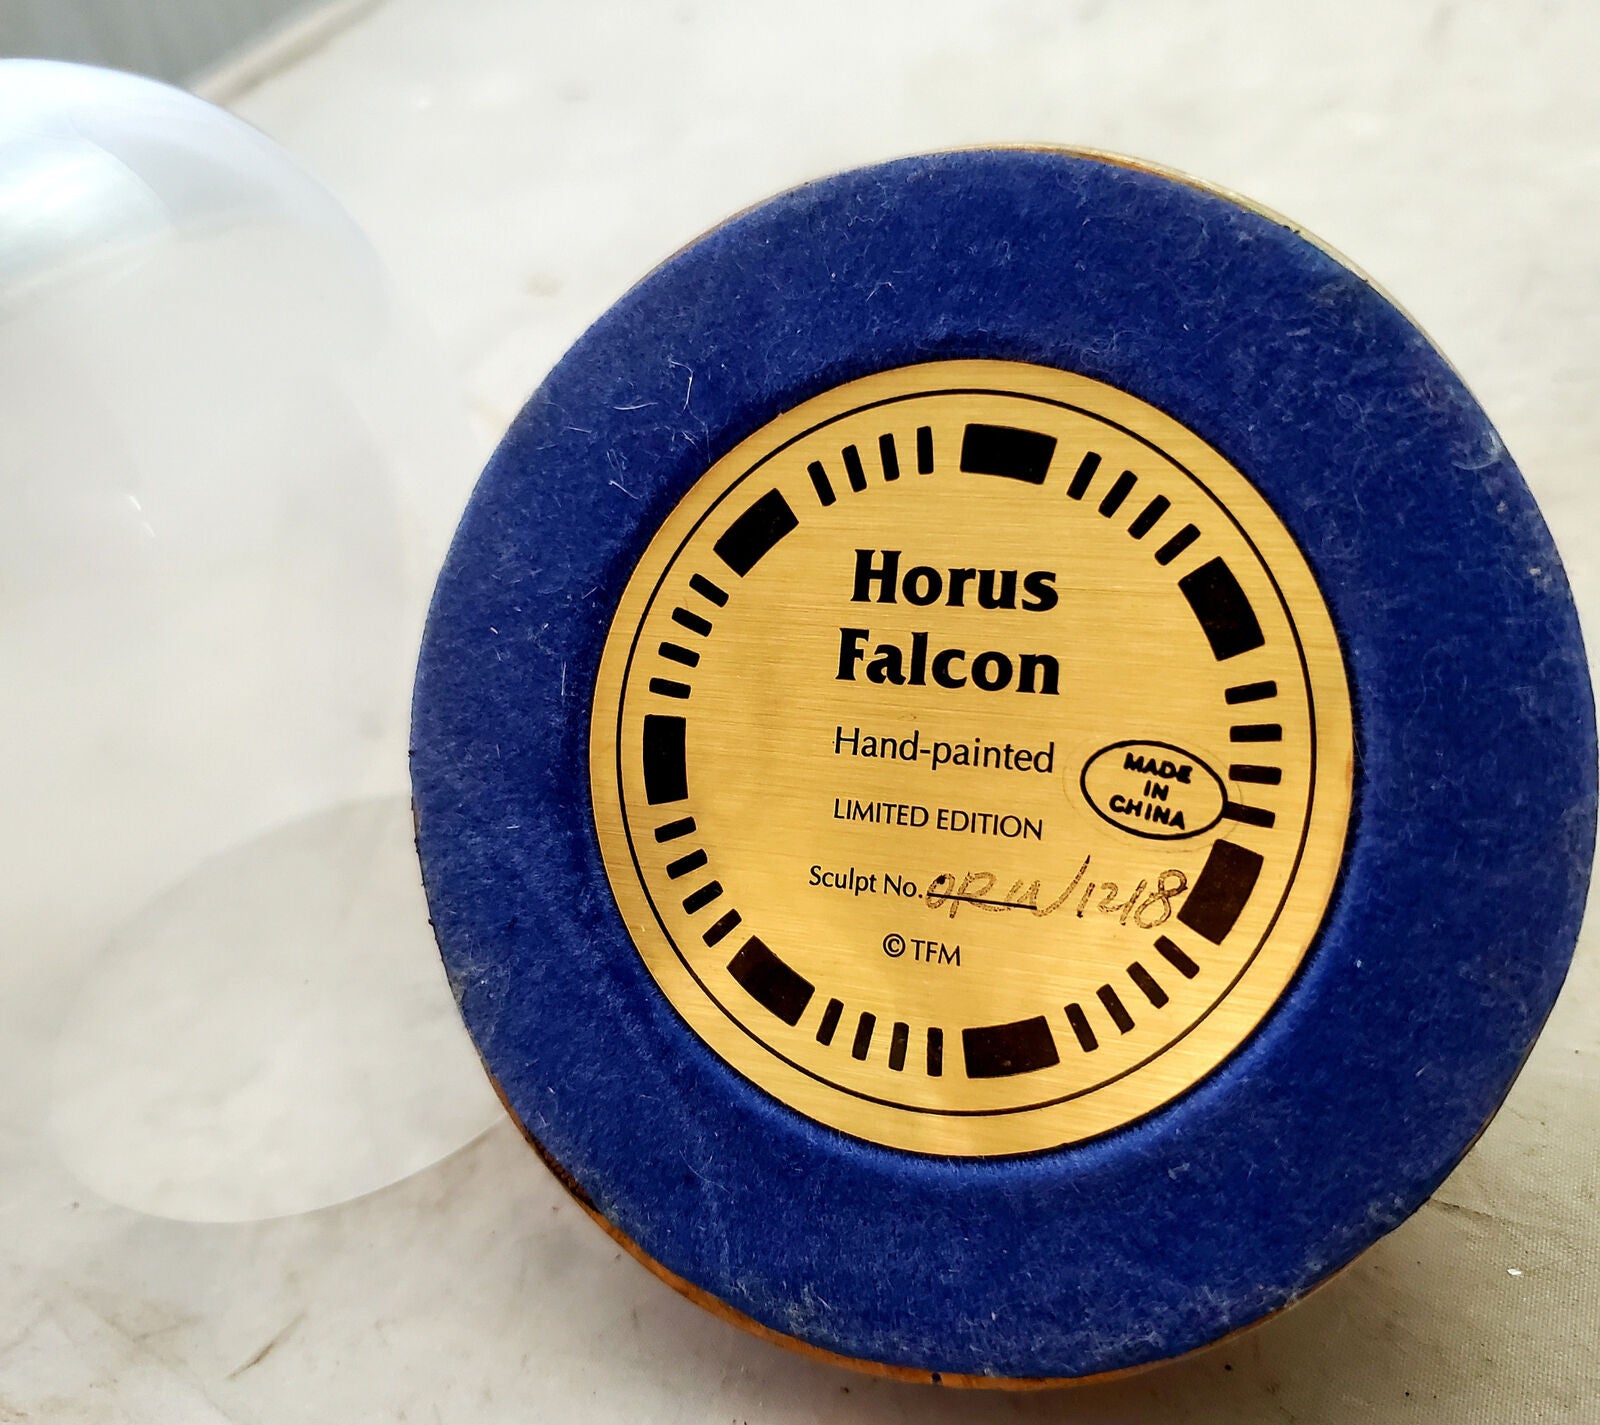 Horus
Falcon
Hand-painted
MADE
IN
CHINA
LIMITED EDITION
Sculpt No.
© TFM